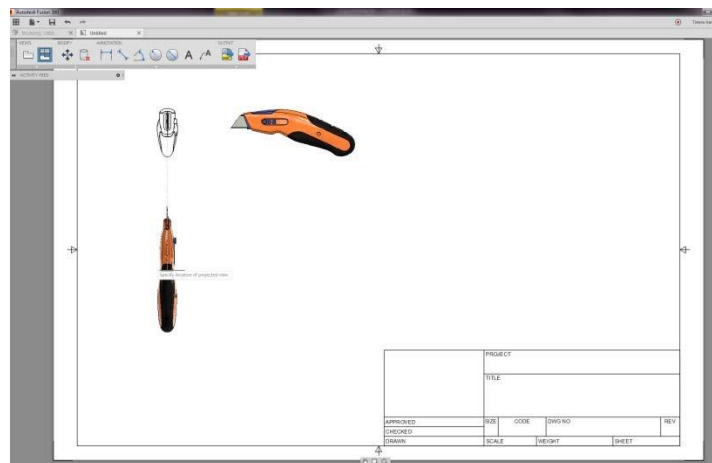 Autodesk Fusion 360
Untitled
VIEWS MODIFY ANNOTATION OUTPUT
ACTIVITY FEED
Specify location of projected view
PROJECT
TITLE
APPROVED SIZE CODE DWG NO REV
CHECKED
DRAWN SCALE WEIGHT SHEET